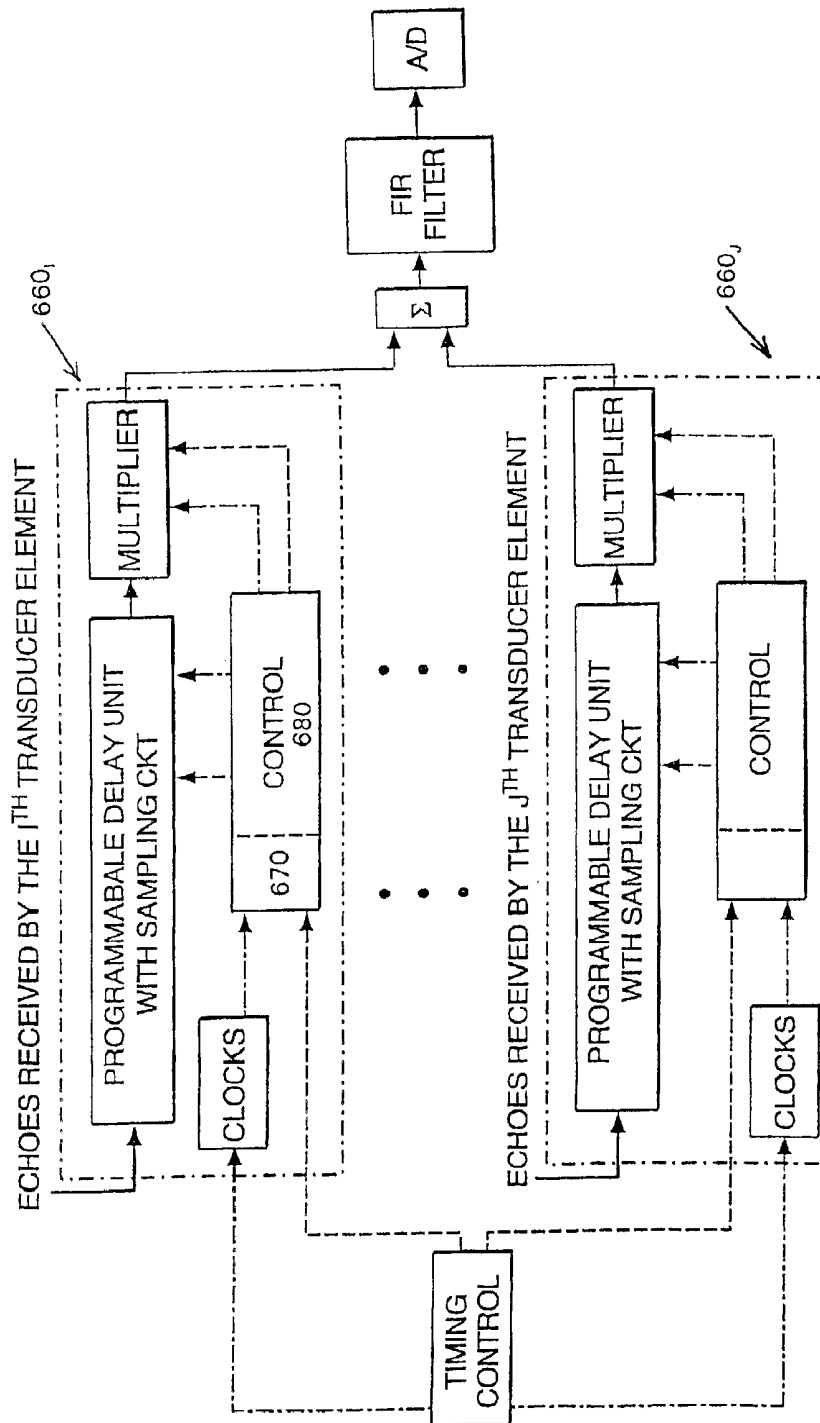 ECHOES RECEIVED BY THE ITH TRANSDUCER ELEMENT
660I
PROGRAMMABALE DELAY UNIT
WITH SAMPLING CKT
MULTIPLIER
CLOCKS
670
CONTROL
680
TIMING
CONTROL
Σ
FIR
FILTER
A/D
ECHOES RECEIVED BY THE JTH TRANSDUCER ELEMENT
660J
PROGRAMMABLE DELAY UNIT
WITH SAMPLING CKT
MULTIPLIER
CLOCKS
CONTROL